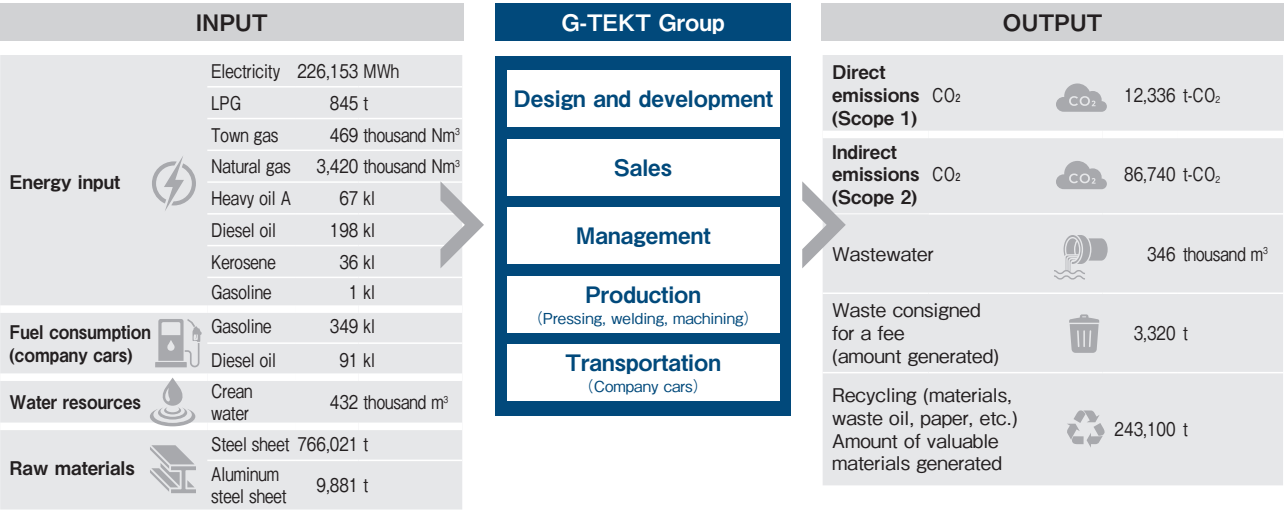 INPUT
Energy input
Electricity 226,153 MWh
LPG 845 t
Town gas 469 thousand Nm³
Natural gas 3,420 thousand Nm³
Heavy oil A 67 kl
Diesel oil 198 kl
Kerosene 36 kl
Gasoline 1 kl
Fuel consumption
(company cars)
Gasoline 349 kl
Diesel oil 91 kl
Water resources
Crean
water
432 thousand m³
Raw materials
Steel sheet 766,021 t
Aluminum
steel sheet
9,881 t
G-TEKT Group
Design and development
Sales
Management
Production
(Pressing, welding, machining)
Transportation
(Company cars)
OUTPUT
Direct
emissions
(Scope 1)
CO₂
CO₂
12,336 t-CO₂
Indirect
emissions
(Scope 2)
CO₂
CO₂
86,740 t-CO₂
Wastewater
346 thousand m³
Waste consigned
for a fee
(amount generated)
3,320 t
Recycling (materials,
waste oil, paper, etc.)
Amount of valuable
materials generated
243,100 t